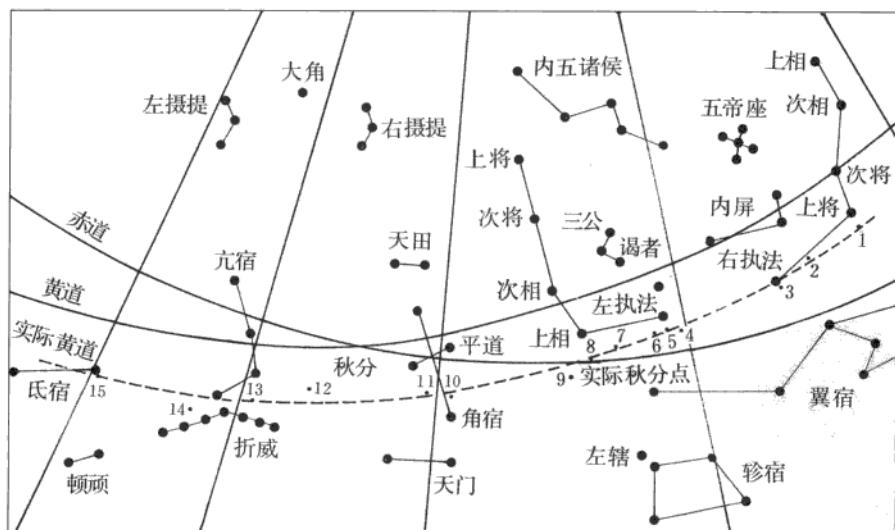 大角
内五诸侯
上相
左摄提
次相
右摄提
五帝座
上将
次将
内屏
上将
1
次将
三公
天田
谒者
右执法
2
赤道
3
亢宿
次相
左执法
黄道
上相
8
7
6
5
4
实际黄道
秋分
平道
9
实际秋分点
15
13
12
11
10
氐宿
翼宿
14
角宿
折威
左辖
轸宿
顿顽
天门